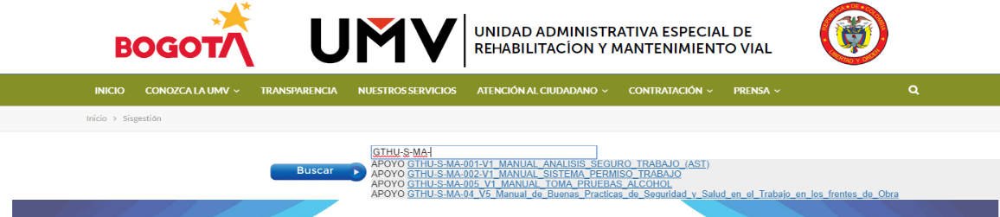 BOGOTÁ
UMV
UNIDAD ADMINISTRATIVA ESPECIAL DE
REHABILITACÍON Y MANTENIMIENTO VIAL
REPUBLICA DE COLOMBIA
LIBERTAD Y ORDEN
INICIO CONOZCA LA UMV TRANSPARENCIA NUESTROS SERVICIOS ATENCIÓN AL CIUDADANO CONTRATACIÓN PRENSA
Inicio > Sisgestión
GTHU-S-MA-
Buscar
APOYO GTHU-S-MA-001-V1_MANUAL_ANALISIS_SEGURO_TRABAJO_(AST)
APOYO GTHU-S-MA-002-V1_MANUAL_SISTEMA_PERMISO_TRABAJO
APOYO GTHU-S-MA-005_V1_MANUAL_TOMA_PRUEBAS_ALCOHOL
APOYO GTHU-S-MA-04_V5_Manual_de_Buenas_Practicas_de_Seguridad_y_Salud_en_el_Trabajo_en_los_frentes_de_Obra